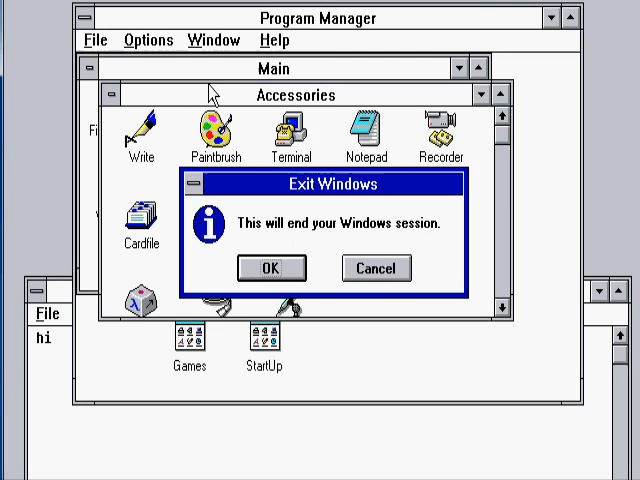 Program Manager
File Options Window Help
Main
Accessories
Write Paintbrush Terminal Notepad Recorder
Exit Windows
This will end your Windows session.
Cardfile
OK Cancel
File
hi
Games StartUp